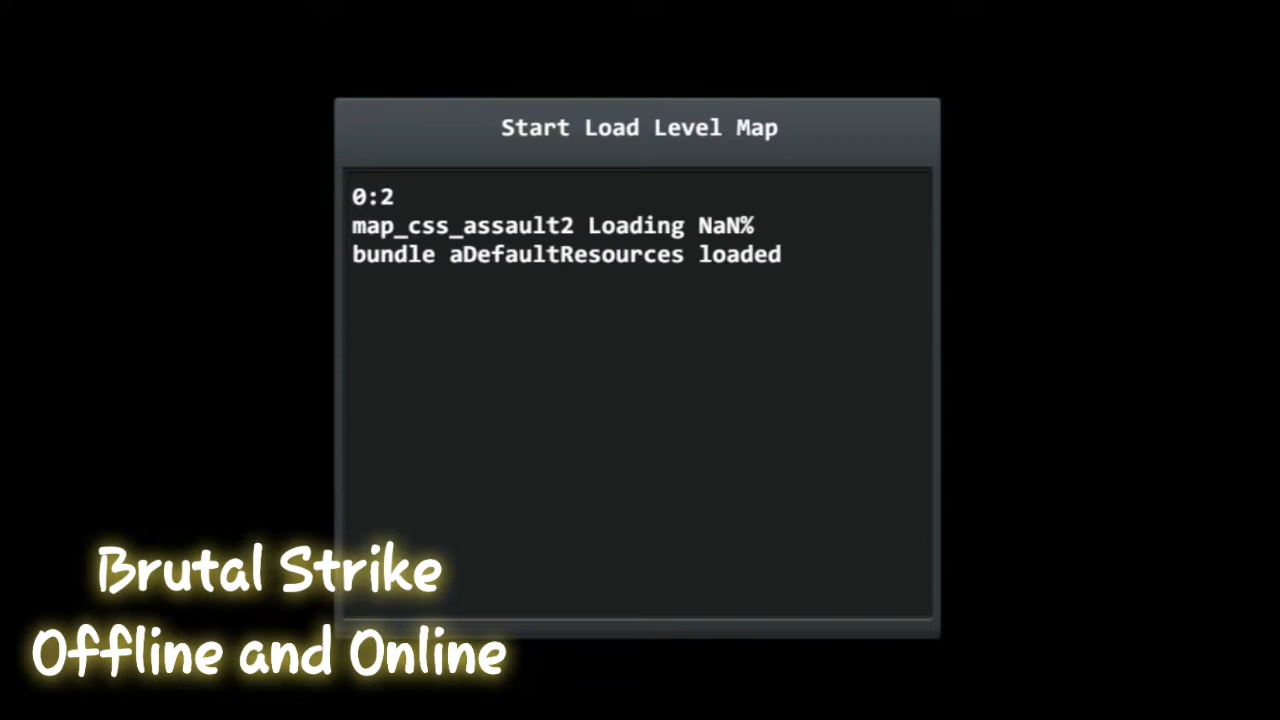 Start Load Level Map
0:2
map_css_assault2 Loading NaN%
bundle aDefaultResources loaded
Brutal Strike
Offline and Online